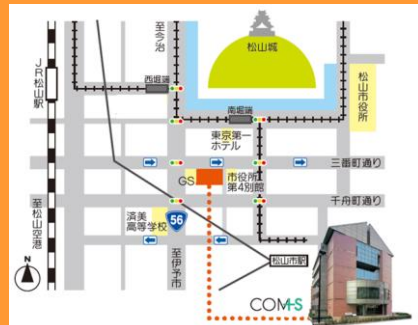 至今治
松山城
JR松山駅
西堀端
南堀端
松山市役所
東京第一
ホテル
三番町通り
GS
市役所
第4別館
千舟町通り
至松山空港
済美
高等学校
56
至伊予市
松山市駅
N
COMS